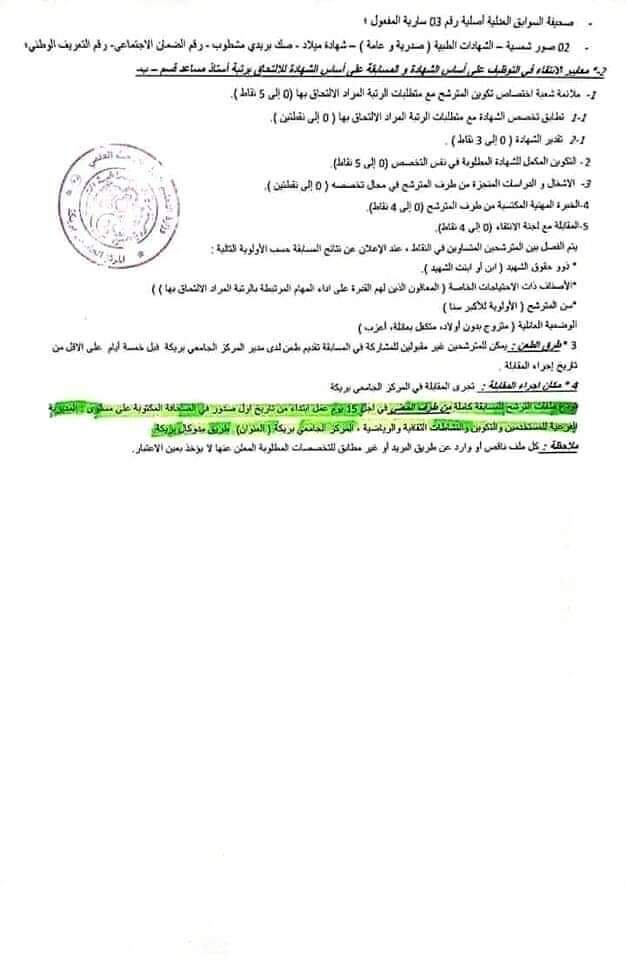 - صحيفة السوابق العدلية أصلية رقم 03 سارية المفعول ؛
- 02 صور شمسية – الشهادات الطبية ( صدرية و عامة ) – شهادة ميلاد - صك بريدي مشطوب - رقم الضمان الاجتماعي- رقم التعريف الوطني؛
2-* معايير الانتقاء في التوظيف على أساس الشهادة و المسابقة على أساس الشهادة للالتحاق برتبة أستاذ مساعد قسم – ب-
1- ملائمة شعبة اختصاص تكوين المترشح مع متطلبات الرتبة المراد الالتحاق بها (0 إلى 5 نقاط ).
1-1 تطابق تخصص الشهادة مع متطلبات الرتبة المراد الالتحاق بها ( 0 إلى نقطتين ).
2-1 تقدير الشهادة ( 0 إلى 3 نقاط ) .
2- التكوين المكمل للشهادة المطلوبة في نفس التخصص (0 إلى 5 نقاط).
3- الاشغال و الدراسات المنجزة من طرف المترشح في مجال تخصصه ( 0 إلى نقطتين ).
4-الخبرة المهنية المكتسبة من طرف المترشح (0 إلى 4 نقاط).
5-المقابلة مع لجنة الانتقاء (0 إلى 4 نقاط).
يتم الفصل بين المترشحين المتساوين في النقاط ، عند الإعلان عن نتائج المسابقة حسب الأولوية التالية :
* ذوو حقوق الشهيد ( ابن أو ابنت الشهيد ).
*الأصناف ذات الاحتياجات الخاصة ( المعاقون الذين لهم القدرة على اداء المهام المرتبطة بالرتبة المراد الالتحاق بها ) )
*سن المترشح ( الأولوية للأكبر سنا )
الوضعية العائلية ( متزوج بدون أولاد، متكفل بعائلة، أعزب )
3 * طرق الطعن : يمكن للمترشحين غير مقبولين للمشاركة في المسابقة تقديم طعن لدى مدير المركز الجامعي بريكة قبل خمسة أيام على الاقل من
تاريخ إجراء المقابلة.
4 * مكان اجراء المقابلة : تجرى المقابلة في المركز الجامعي بريكة
تودع ملفات الترشح للمسابقة كاملة من طرف المعني في اجل 15 يوم عمل ابتداء من تاريخ اول صدور في الصحافة المكتوبة على مستوى : المديرية
الفرعية للمستخدمين والتكوين والنشاطات الثقافية والرياضية ، المركز الجامعي بريكة ( العنوان) طريق مدوكال بريكة.
ملاحظة : كل ملف ناقص أو وارد عن طريق البريد أو غير مطابق للتخصصات المطلوبة المعلن عنها لا يؤخذ بعين الاعتبار.